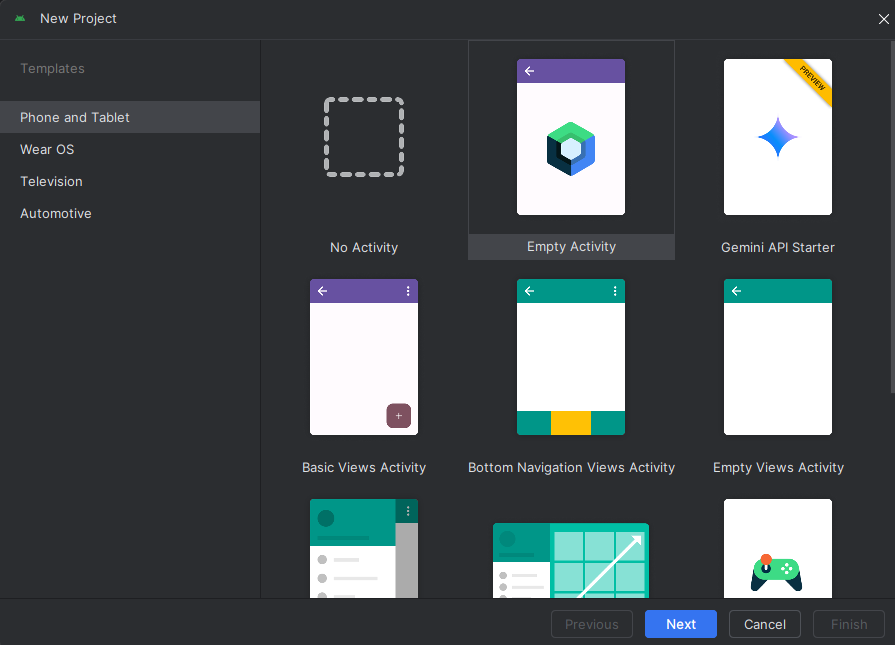 New Project
Templates
Phone and Tablet
Wear OS
Television
Automotive
No Activity
Empty Activity
PREVIEW
Gemini API Starter
Basic Views Activity
Bottom Navigation Views Activity
Empty Views Activity
Previous
Next
Cancel
Finish